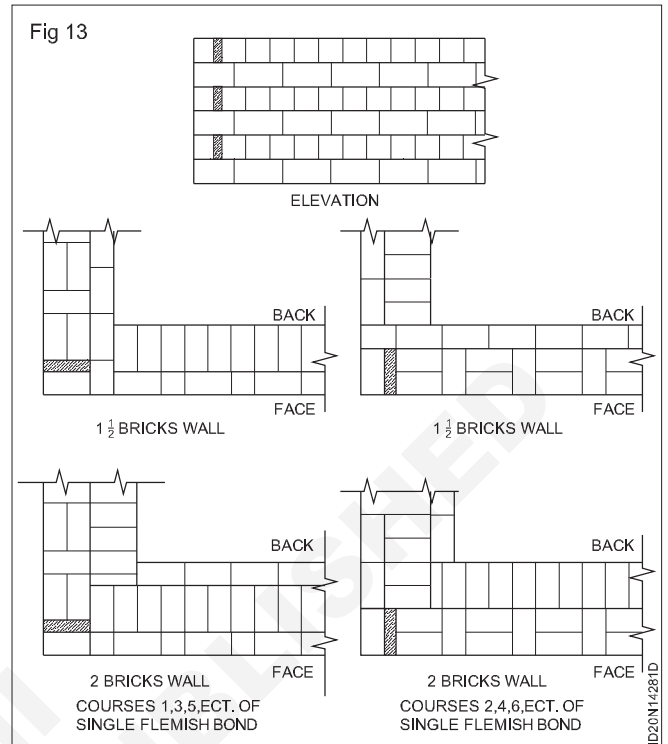 Fig 13
ELEVATION
BACK
FACE
1 1/2 BRICKS WALL
BACK
FACE
1 1/2 BRICKS WALL
BACK
FACE
2 BRICKS WALL
COURSES 1,3,5,ECT. OF
SINGLE FLEMISH BOND
BACK
FACE
2 BRICKS WALL
COURSES 2,4,6,ECT. OF
SINGLE FLEMISH BOND
D20N14281D